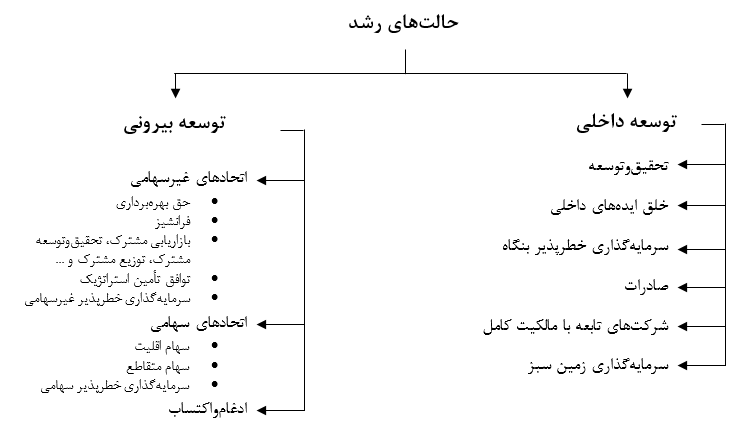 حالت‌های رشد
توسعه داخلی
تحقیق‌وتوسعه
خلق ایده‌های داخلی
سرمایه‌گذاری خطرپذیر بنگاه
صادرات
شرکت‌های تابعه با مالکیت کامل
سرمایه‌گذاری زمین سبز
توسعه بیرونی
اتحادهای غیرسهامی
• حق بهره‌برداری
• فرانشیز
• بازاریابی مشترک، تحقیق‌وتوسعه
مشترک، توزیع مشترک و ...
• توافق تأمین استراتژیک
• سرمایه‌گذاری خطرپذیر غیرسهامی
اتحادهای سهامی
• سهام اقلیت
• سهام متقاطع
• سرمایه‌گذاری خطرپذیر سهامی
ادغام‌واکتساب